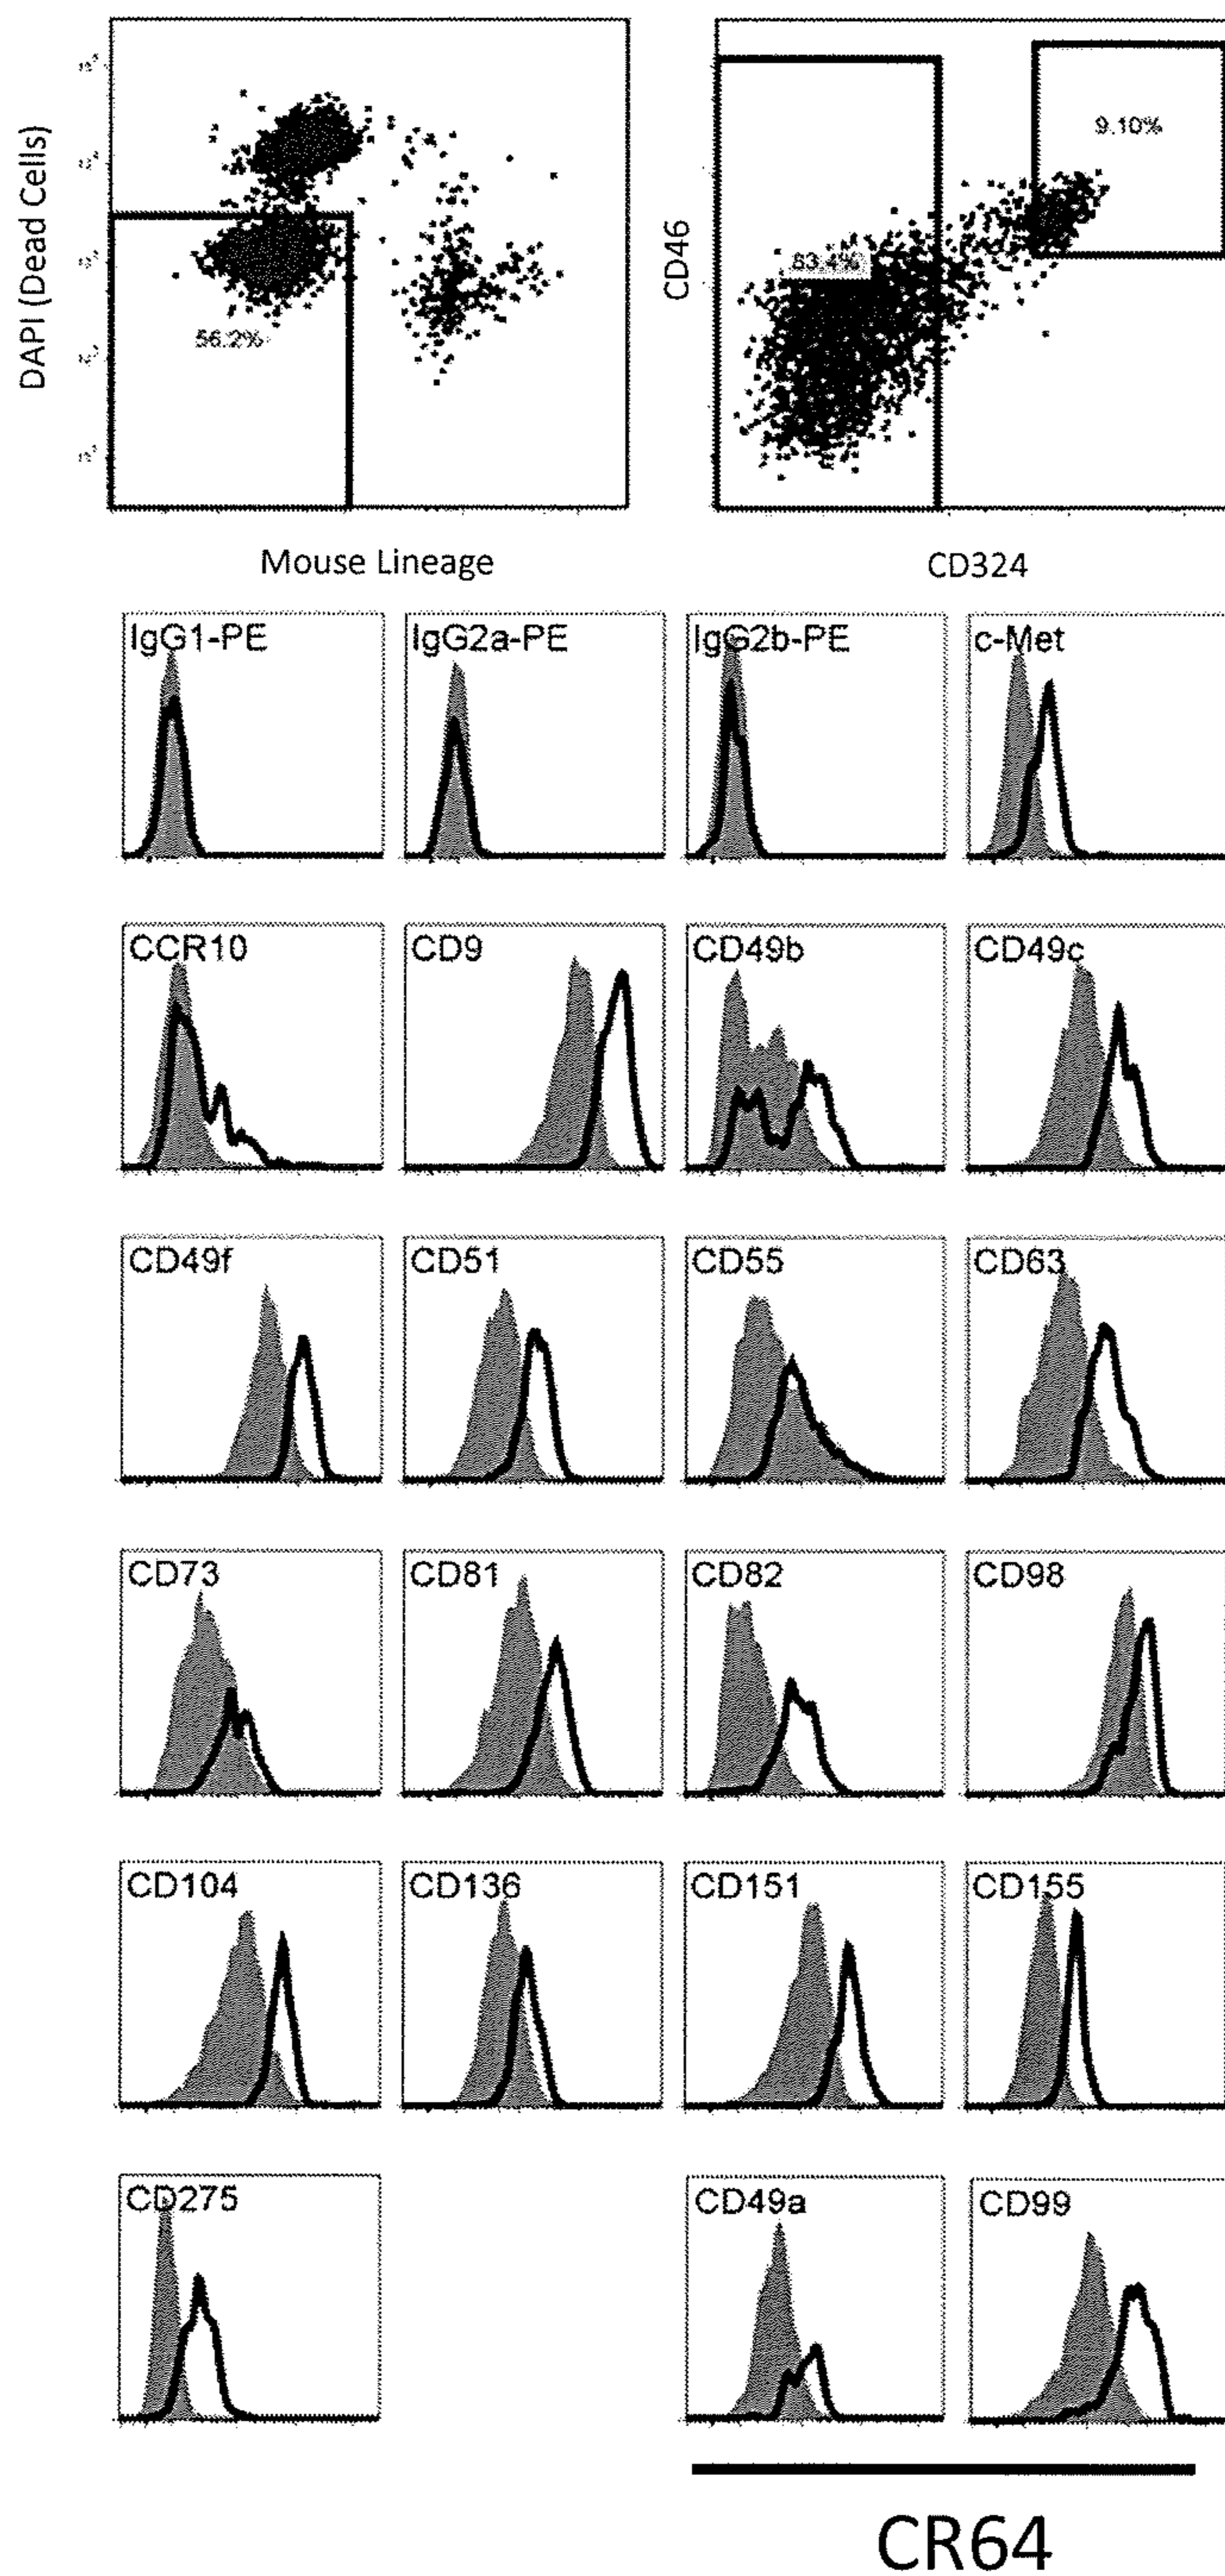 DAPI (Dead Cells)
56.2%
Mouse Lineage
CD46
9.10%
CD324
IgG1-PE
IgG2a-PE
IgG2b-PE
c-Met
CCR10
CD9
CD49b
CD49c
CD49f
CD51
CD55
CD63
CD73
CD81
CD82
CD98
CD104
CD136
CD151
CD155
CD275
CD49a
CD99
CR64